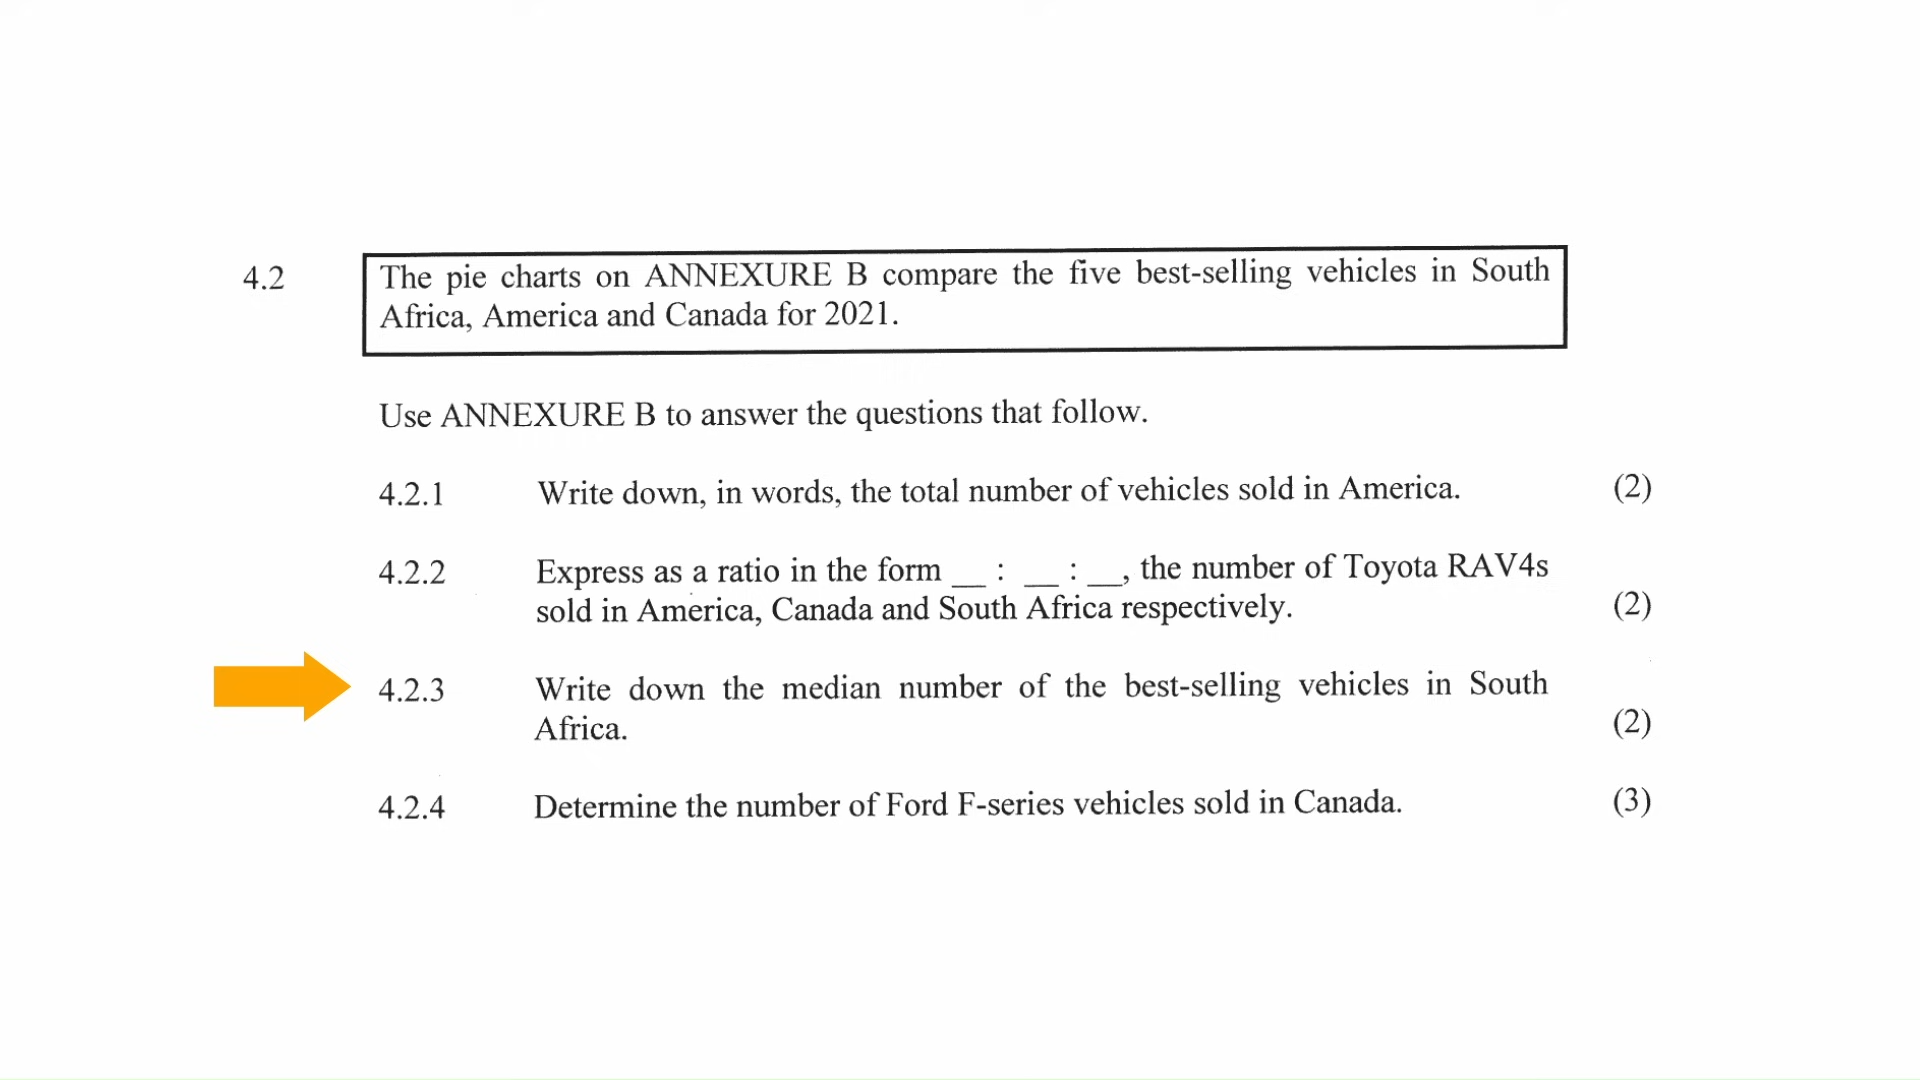 4.2 The pie charts on ANNEXURE B compare the five best-selling vehicles in South
Africa, America and Canada for 2021.
Use ANNEXURE B to answer the questions that follow.
4.2.1 Write down, in words, the total number of vehicles sold in America. (2)
4.2.2 Express as a ratio in the form __ : __ : __, the number of Toyota RAV4s
sold in America, Canada and South Africa respectively. (2)
4.2.3 Write down the median number of the best-selling vehicles in South
Africa. (2)
4.2.4 Determine the number of Ford F-series vehicles sold in Canada. (3)